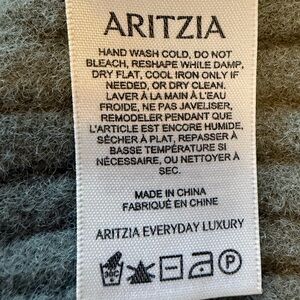 ARITZIA
HAND WASH COLD, DO NOT
BLEACH, RESHAPE WHILE DAMP,
DRY FLAT, COOL IRON ONLY IF
NEEDED, OR DRY CLEAN.
LAVER À LA MAIN À L'EAU
FROIDE, NE PAS JAVELISER,
REMODELER PENDANT QUE
L'ARTICLE EST ENCORE HUMIDE,
SÉCHER À PLAT, REPASSER À
BASSE TEMPÉRATURE SI
NÉCESSAIRE, OU NETTOYER À
SEC.
MADE IN CHINA
FABRIQUÉ EN CHINE
ARITZIA EVERYDAY LUXURY
P